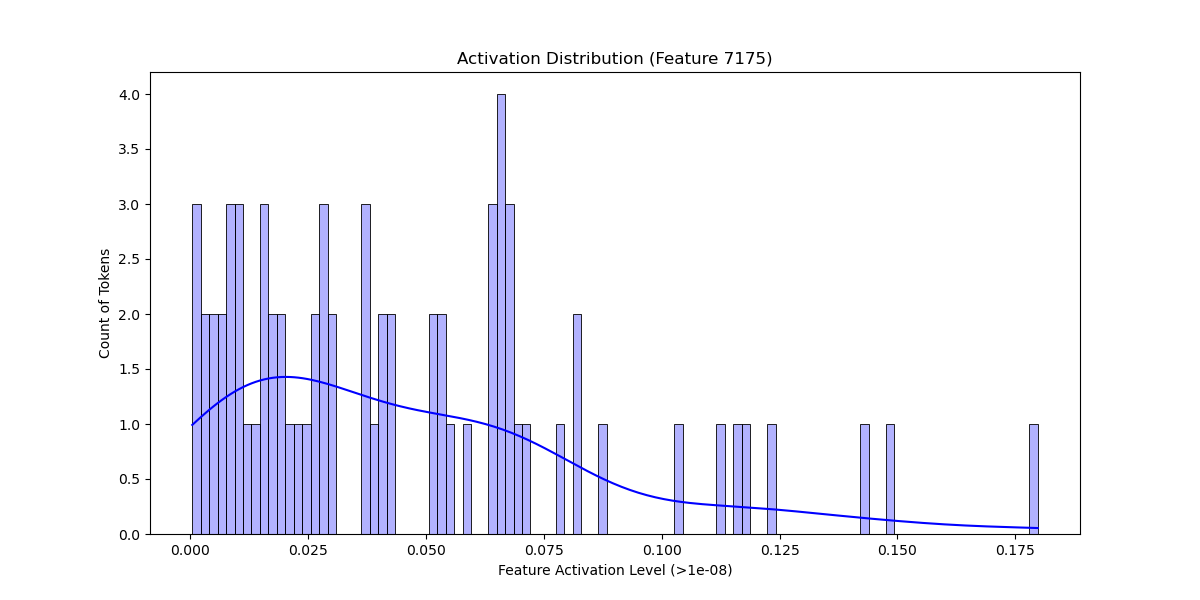 Activation Distribution (Feature 7175)
4.0
3.5
3.0
2.5
2.0
1.5
1.0
0.5
0.0
Count of Tokens
0.000 0.025 0.050 0.075 0.100 0.125 0.150 0.175
Feature Activation Level (>1e-08)